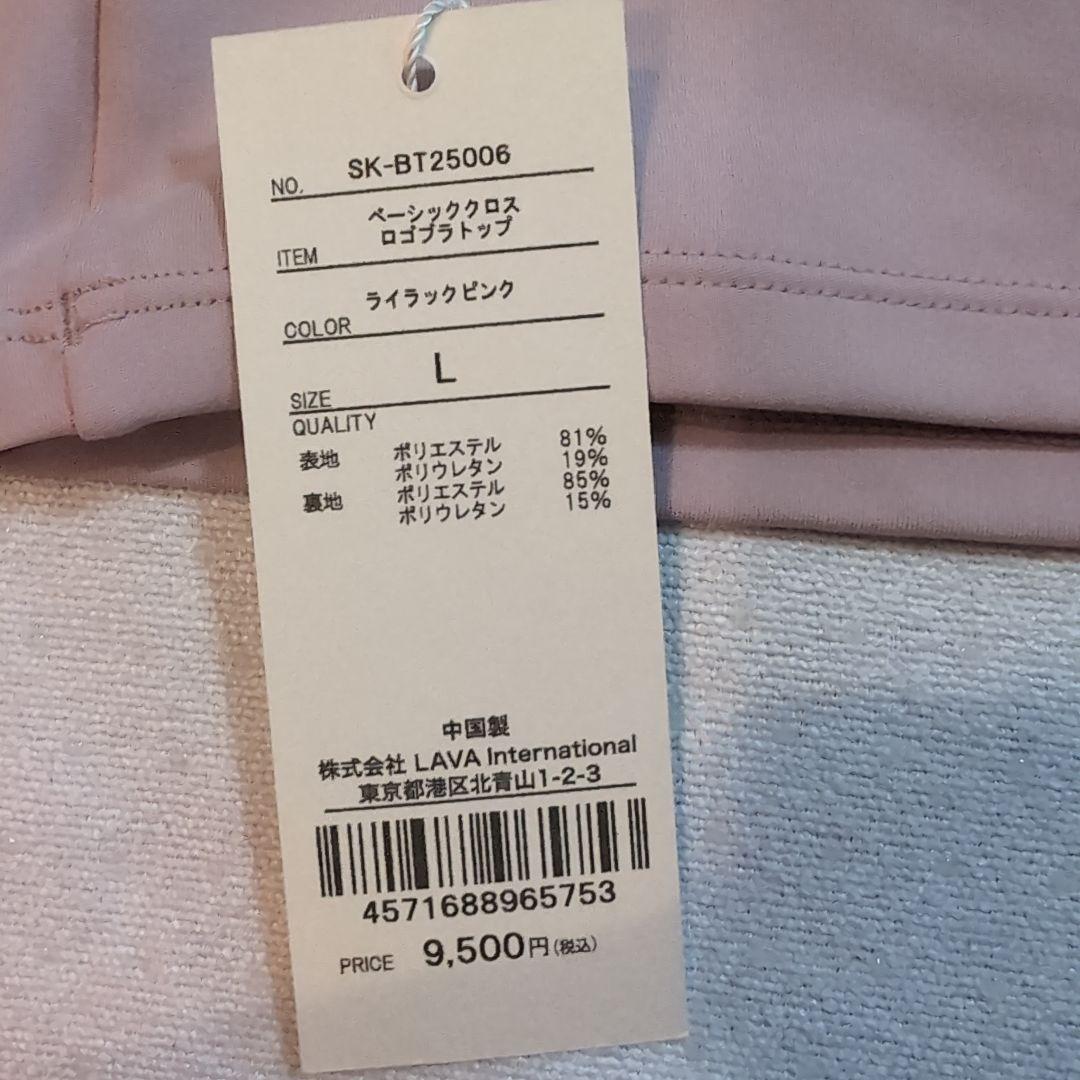 NO. SK-BT25006
ベーシッククロス
ITEM ロゴブラトップ
COLOR ライラックピンク
SIZE L
QUALITY
表地 ポリエステル 81%
ポリウレタン 19%
裏地 ポリエステル 85%
ポリウレタン 15%
中国製
株式会社 LAVA International
東京都港区北青山1-2-3
4571688965753
PRICE 9,500円(税込)